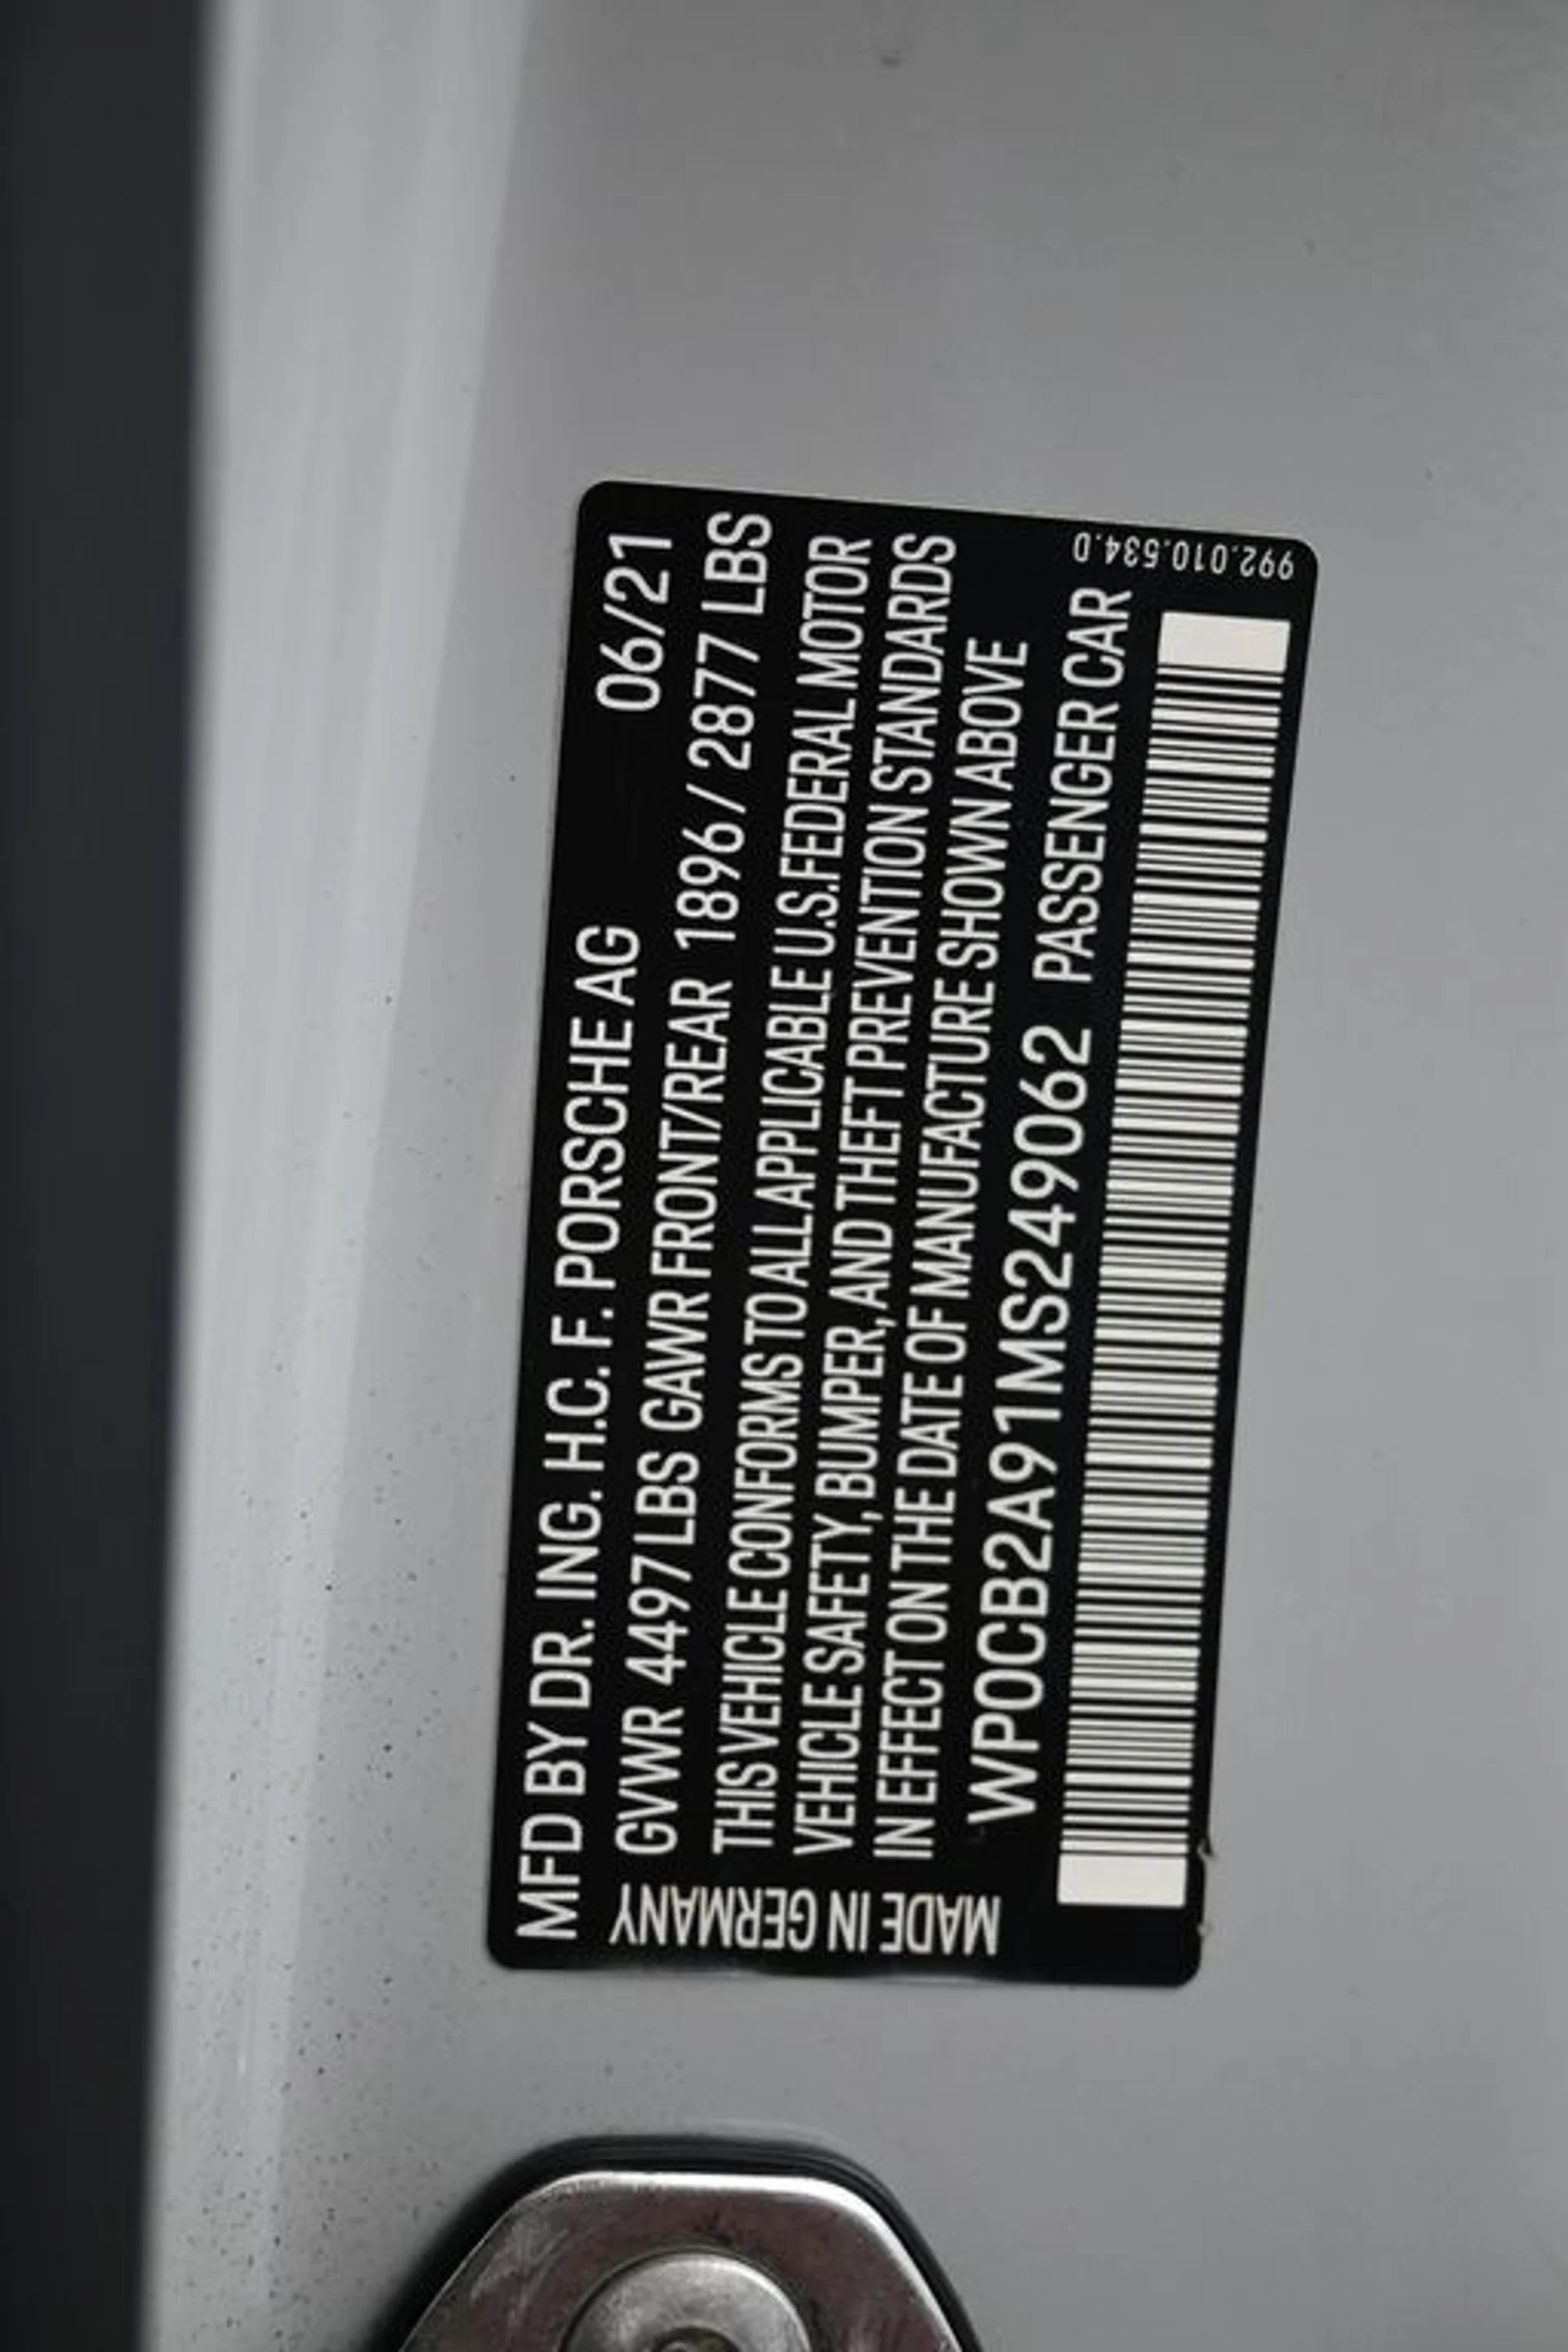 MFD BY DR. ING. H.C. F. PORSCHE AG 06/21
GVWR 4497 LBS GAWR FRONT/REAR 1896 / 2877 LBS
THIS VEHICLE CONFORMS TO ALL APPLICABLE U.S.FEDERAL MOTOR
VEHICLE SAFETY, BUMPER, AND THEFT PREVENTION STANDARDS
IN EFFECT ON THE DATE OF MANUFACTURE SHOWN ABOVE
WP0CB2A91MS249062 PASSENGER CAR
MADE IN GERMANY
992.010.534.D